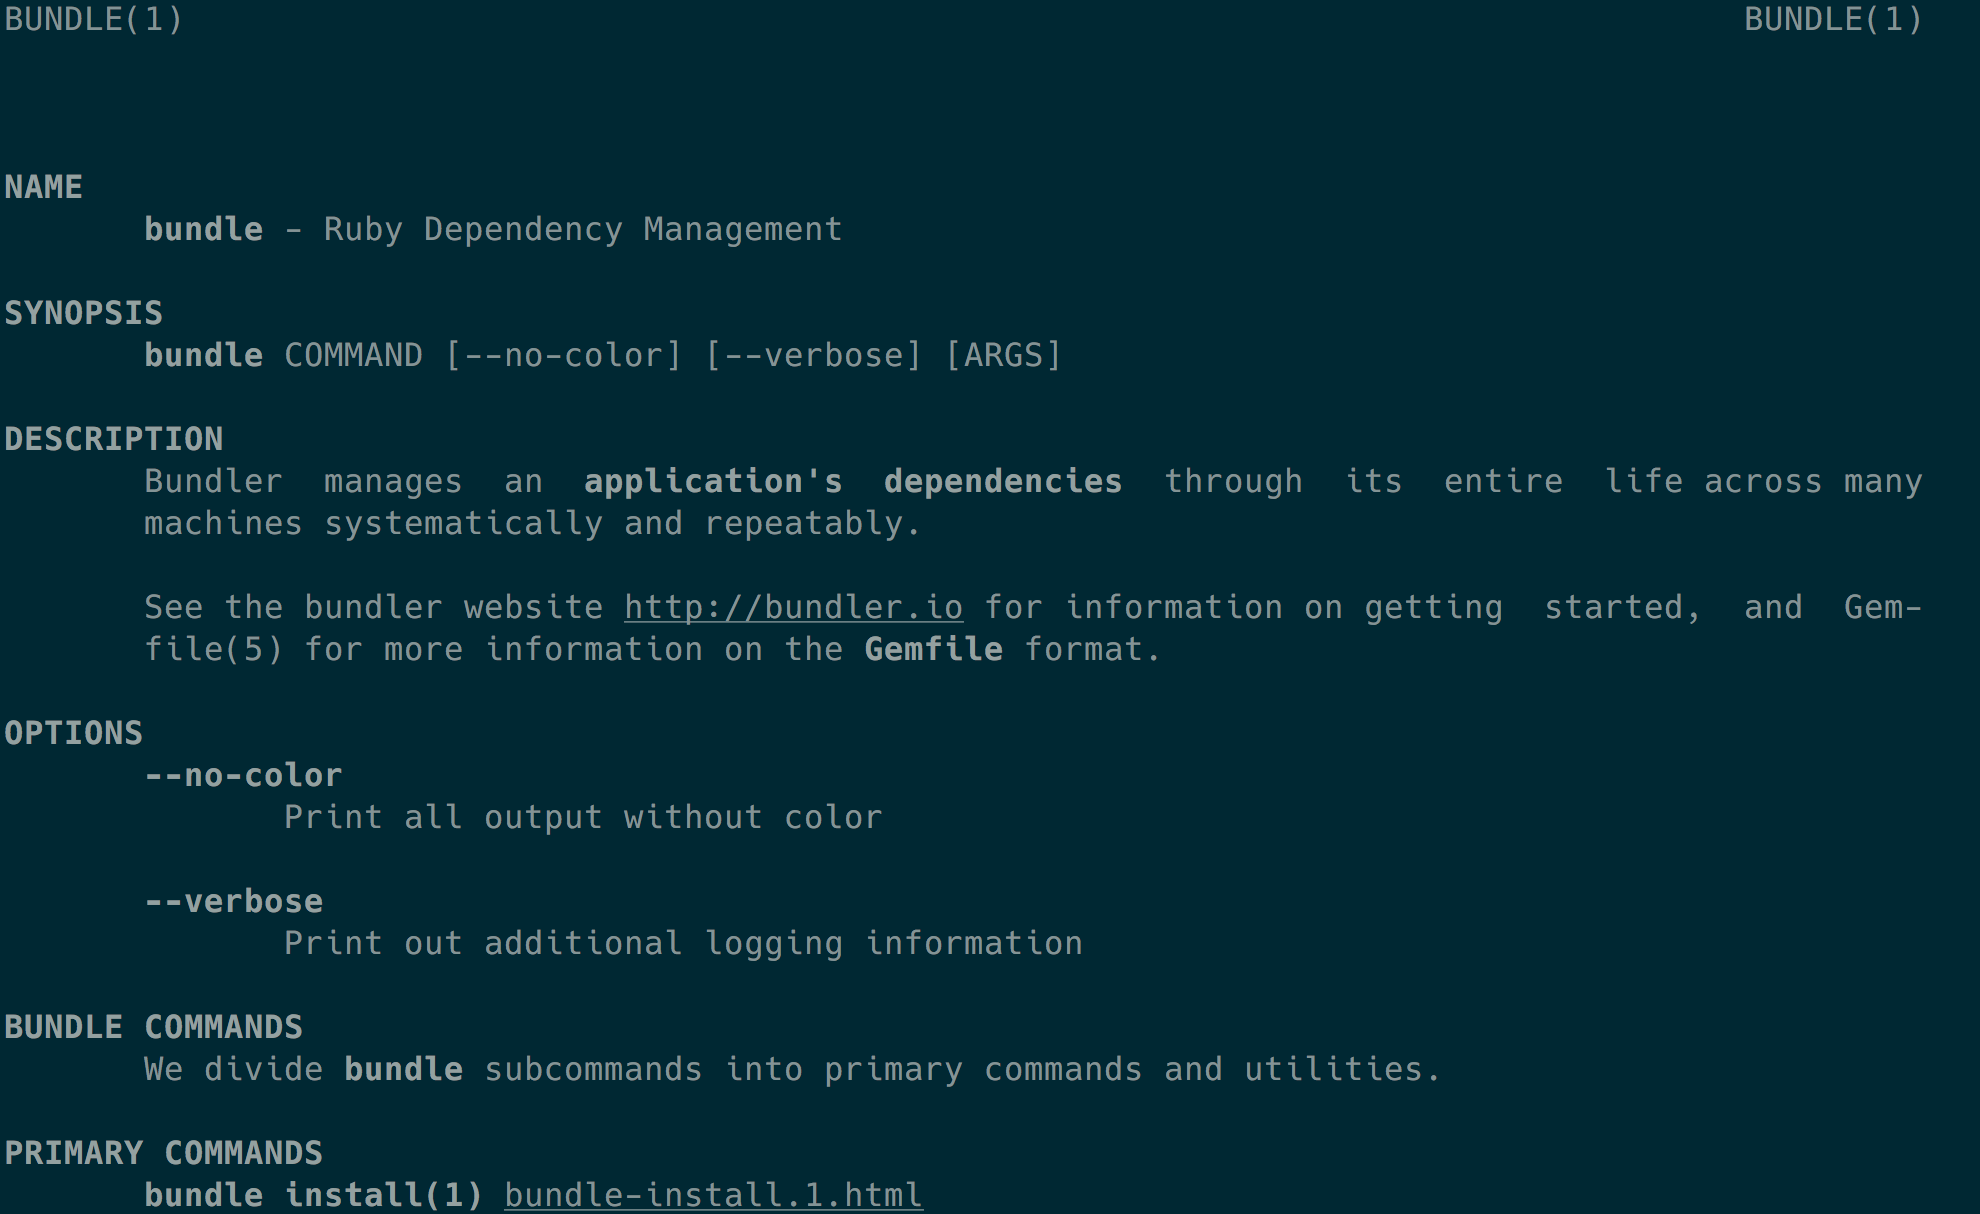 BUNDLE(1) BUNDLE(1)
NAME
bundle - Ruby Dependency Management
SYNOPSIS
bundle COMMAND [--no-color] [--verbose] [ARGS]
DESCRIPTION
Bundler manages an application's dependencies through its entire life across many
machines systematically and repeatably.
See the bundler website http://bundler.io for information on getting started, and Gem-
file(5) for more information on the Gemfile format.
OPTIONS
--no-color
Print all output without color
--verbose
Print out additional logging information
BUNDLE COMMANDS
We divide bundle subcommands into primary commands and utilities.
PRIMARY COMMANDS
bundle install(1) bundle-install.1.html